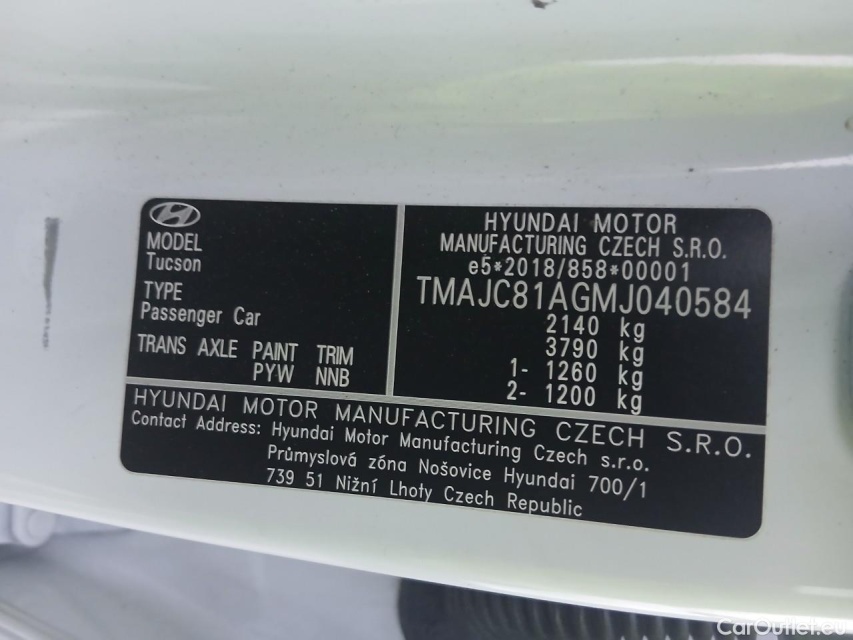 MODEL
Tucson
TYPE
Passenger Car
TRANS AXLE PAINT TRIM
PYW NNB
HYUNDAI MOTOR
MANUFACTURING CZECH S.R.O.
e5*2018/858*00001
TMAJC81AGMJ040584
2140 kg
3790 kg
1- 1260 kg
2- 1200 kg
HYUNDAI MOTOR MANUFACTURING CZECH S.R.O.
Contact Address: Hyundai Motor Manufacturing Czech s.r.o.
Průmyslová zóna Nošovice Hyundai 700/1
739 51 Nižní Lhoty Czech Republic
CarOutlet.eu